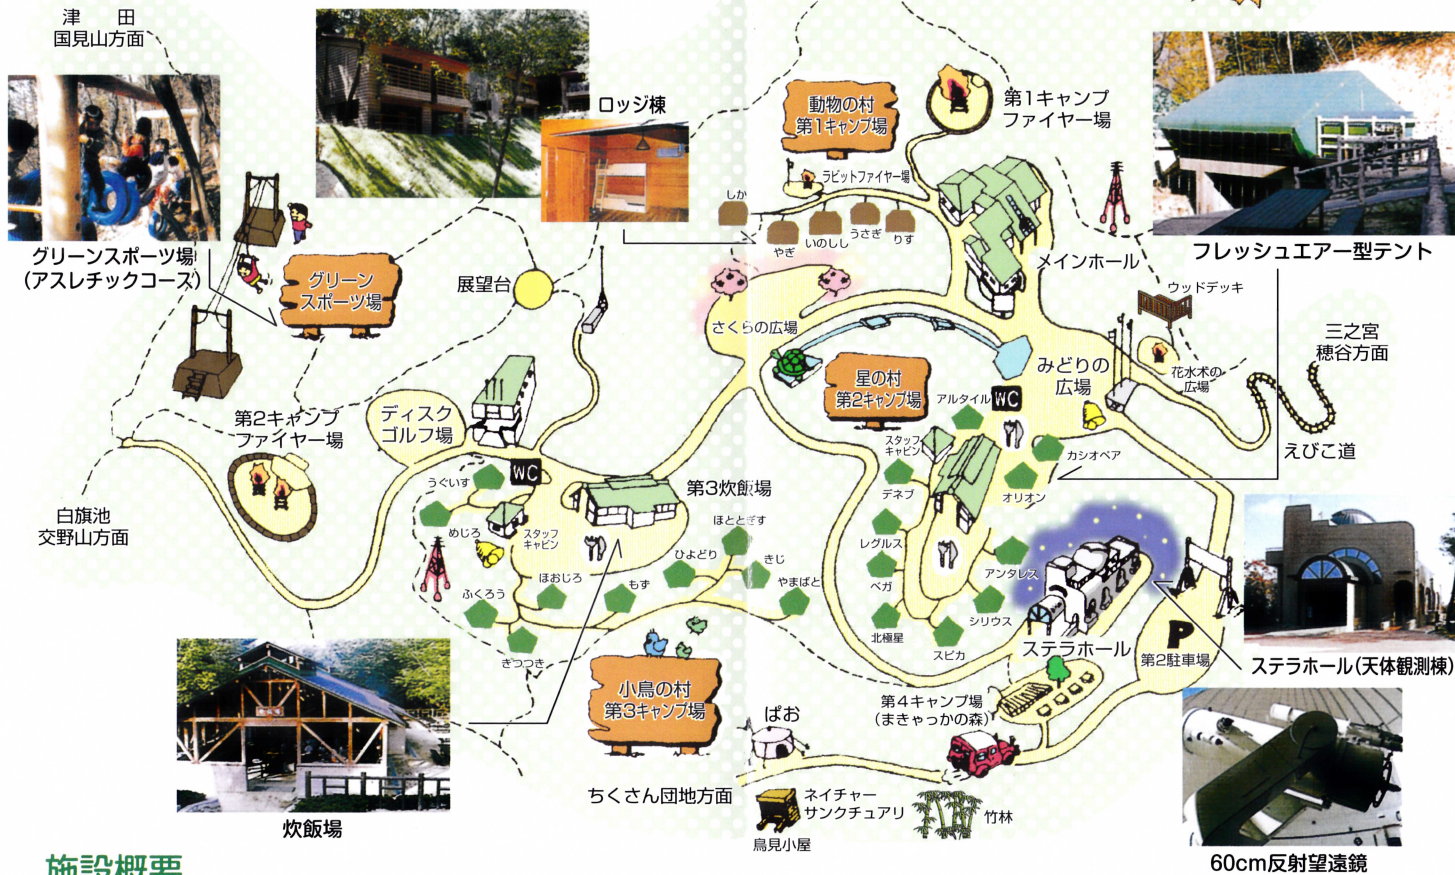 津　田
国見山方面
ロッジ棟
動物の村
第1キャンプ場
第1キャンプ
ファイヤー場
ラビットファイヤー場
しか
やぎ
いのしし
うさぎ
りす
メインホール
フレッシュエアー型テント
グリーンスポーツ場
(アスレチックコース)
グリーン
スポーツ場
展望台
さくらの広場
ウッドデッキ
三之宮
穂谷方面
花水木の
広場
みどりの
広場
星の村
第2キャンプ場
アルタイル
WC
スタッフ
キャビン
カシオペア
えびこ道
デネブ
オリオン
第2キャンプ
ファイヤー場
ディスク
ゴルフ場
うぐいす
WC
第3炊飯場
白旗池
交野山方面
めじろ
スタッフ
キャビン
ほととぎす
ひよどり
きじ
やまばと
ほおじろ
もず
ふくろう
きつつき
レグルス
ベガ
アンタレス
シリウス
北極星
スピカ
ステラホール
P
第2駐車場
ステラホール(天体観測棟)
小鳥の村
第3キャンプ場
第4キャンプ場
(まきゃっかの森)
ぱお
ちくさん団地方面
ネイチャー
サンクチュアリ
鳥見小屋
竹林
炊飯場
60cm反射望遠鏡
施設概要